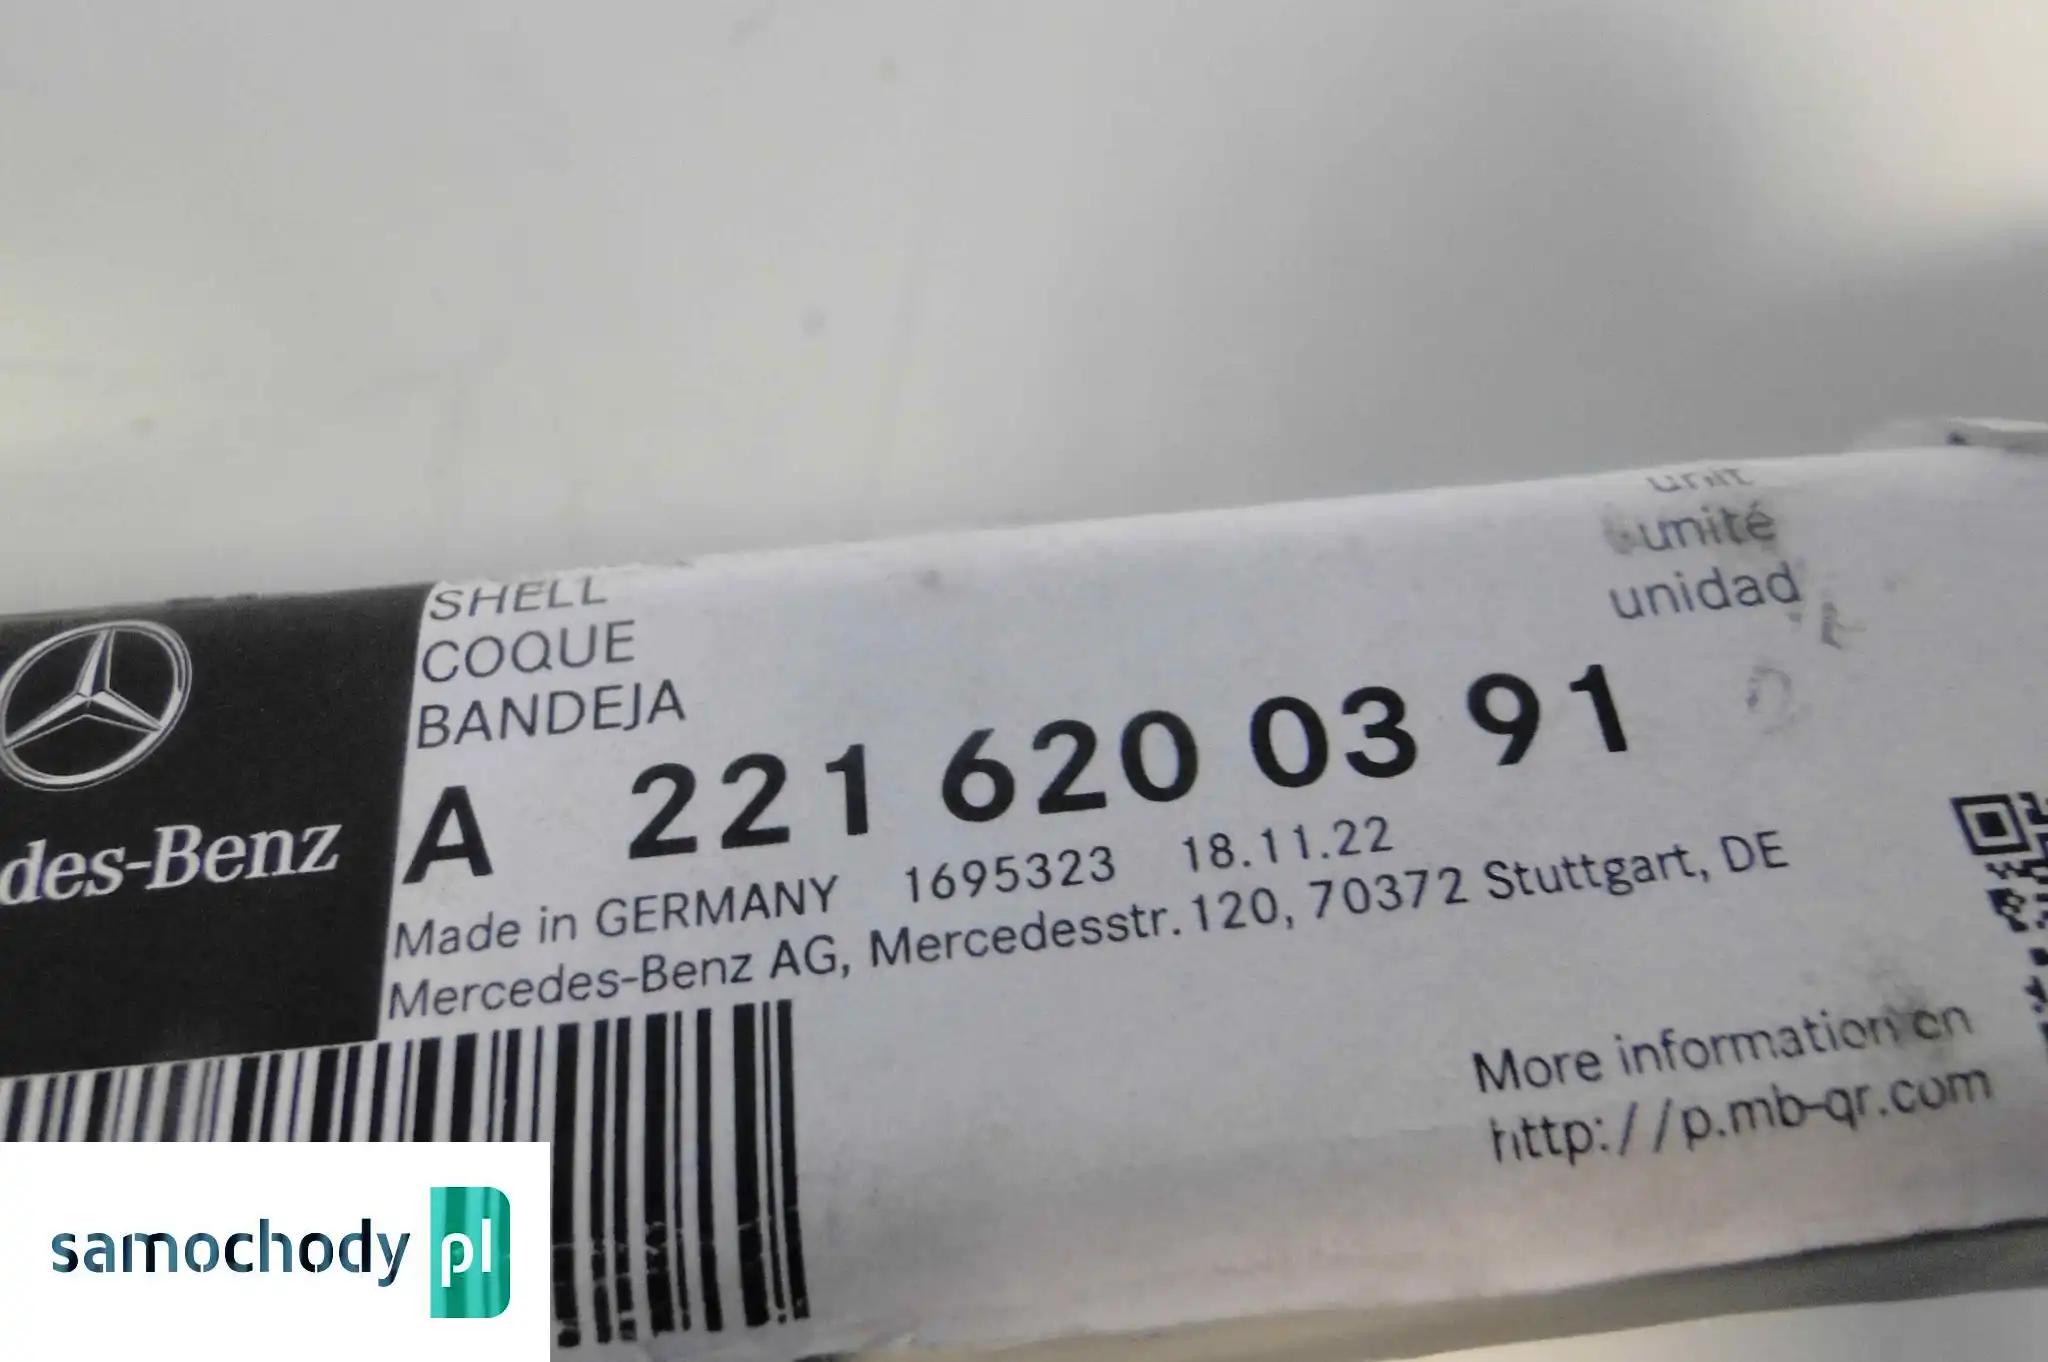 SHELL
COQUE
BANDEJA
unit
unité
unidad
des-Benz
A 221 620 03 91
Made in GERMANY 1695323 18.11.22
Mercedes-Benz AG, Mercedesstr. 120, 70372 Stuttgart, DE
More information on
http://p.mb-qr.com
samochody pl